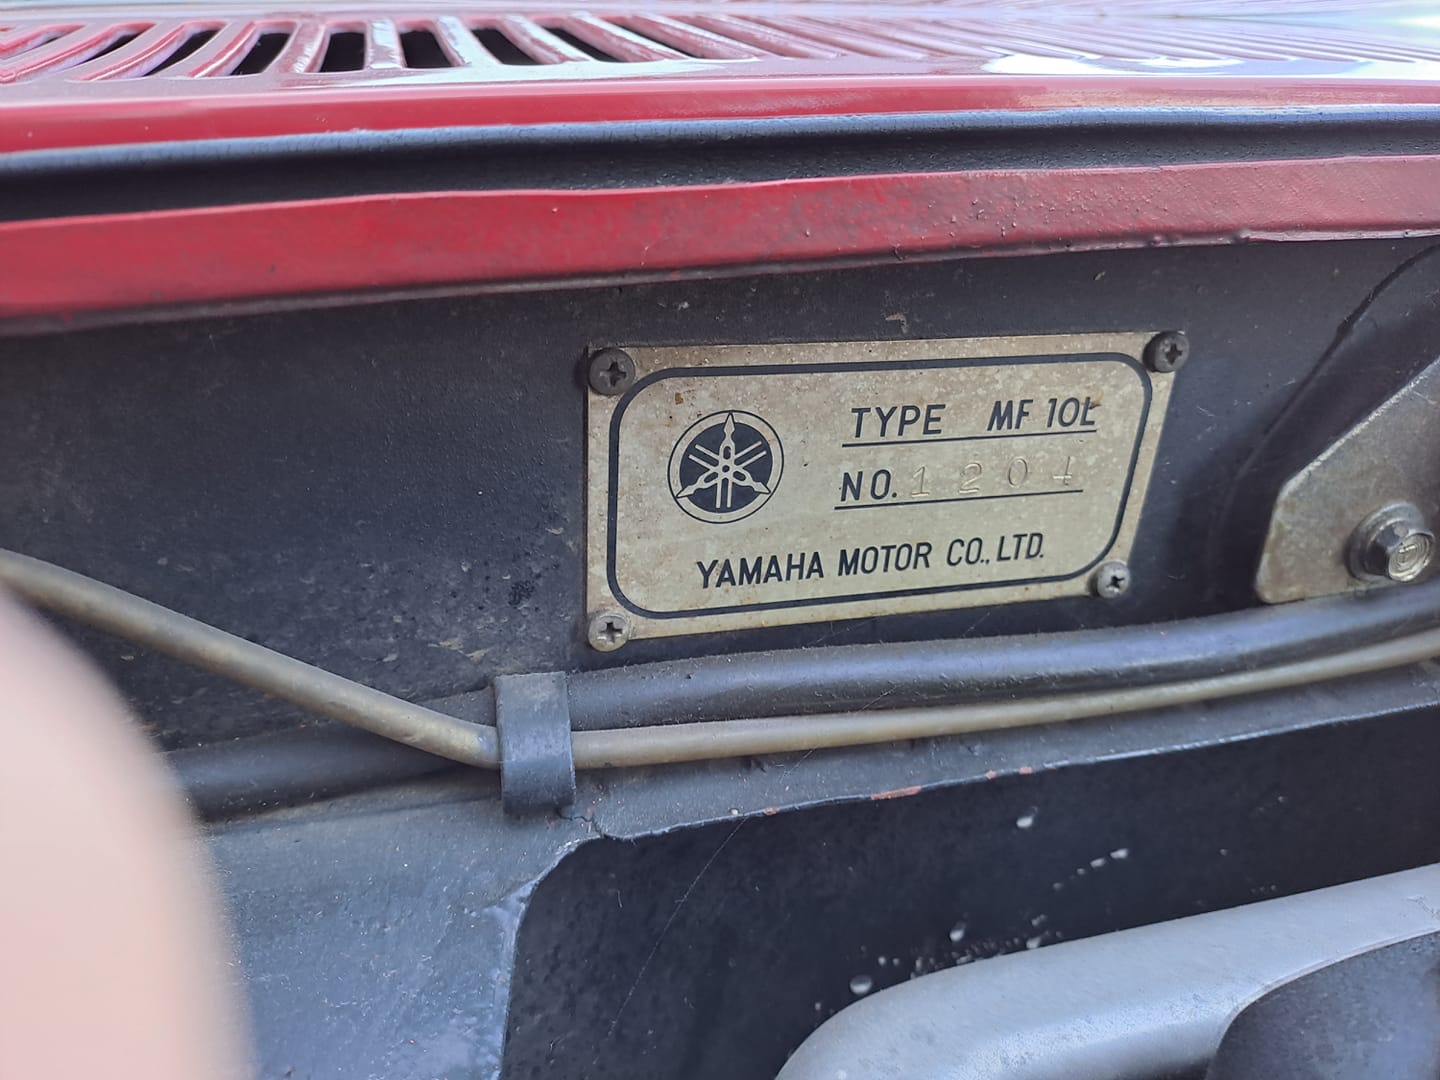 TYPE MF 10L
NO. 1204
YAMAHA MOTOR CO., LTD.